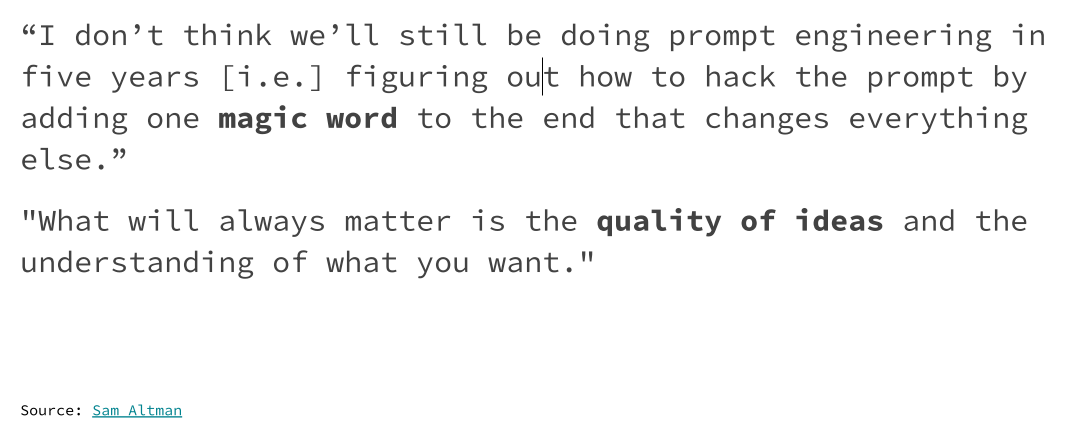 “I don’t think we’ll still be doing prompt engineering in
five years [i.e.] figuring out how to hack the prompt by
adding one magic word to the end that changes everything
else.”
"What will always matter is the quality of ideas and the
understanding of what you want."
Source: Sam Altman